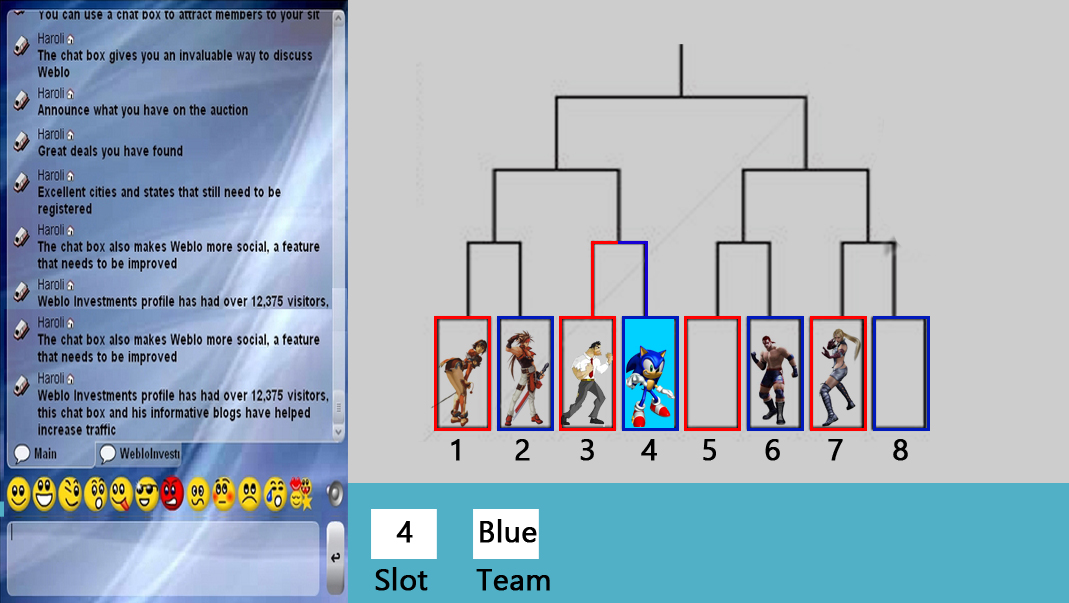 You can use a chat box to attract members to your sit
Haroli
The chat box gives you an invaluable way to discuss
Weblo
Haroli
Announce what you have on the auction
Haroli
Great deals you have found
Haroli
Excellent cities and states that still need to be
registered
Haroli
The chat box also makes Weblo more social, a feature
that needs to be improved
Haroli
Weblo Investments profile has had over 12,375 visitors,
Haroli
The chat box also makes Weblo more social, a feature
that needs to be improved
Haroli
Weblo Investments profile has had over 12,375 visitors,
this chat box and his informative blogs have helped
increase traffic
Main
WebloInvesti
1 2 3 4 5 6 7 8
4 Blue
Slot Team